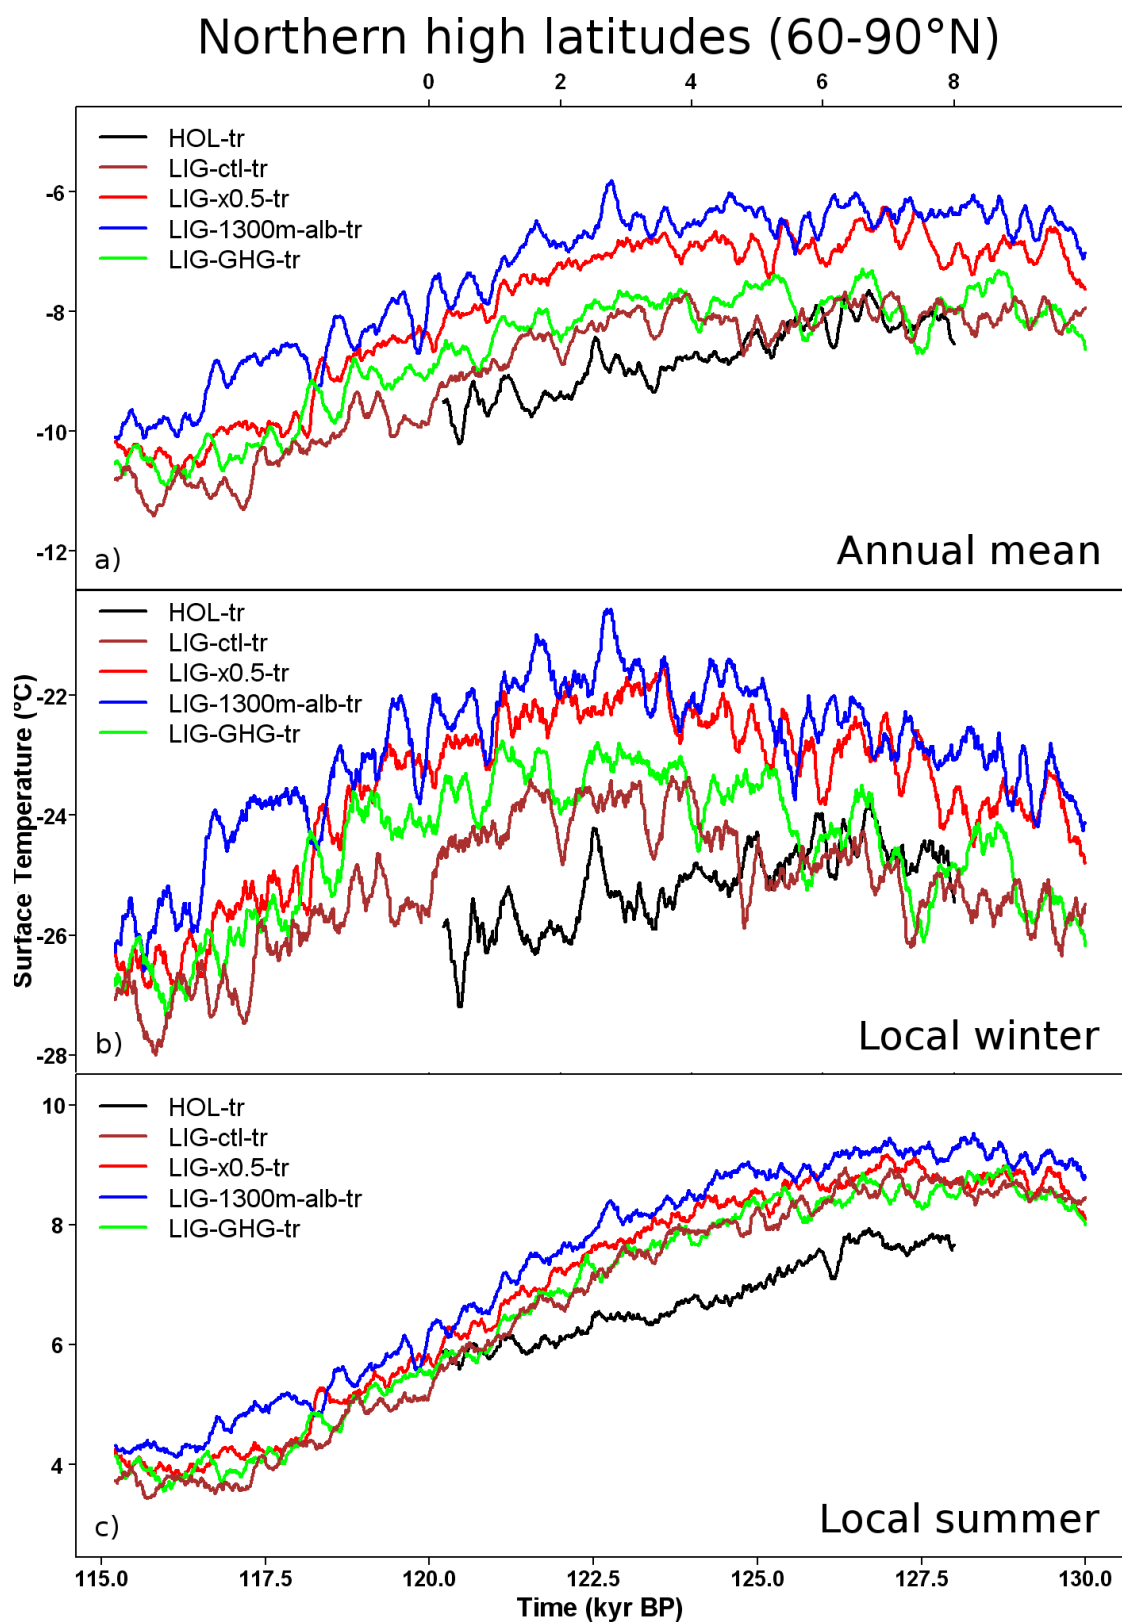 Northern high latitudes (60-90°N)
0 2 4 6 8
HOL-tr
LIG-ctl-tr
LIG-x0.5-tr
LIG-1300m-alb-tr
LIG-GHG-tr
-6
-8
-10
-12
a)
Annual mean
HOL-tr
LIG-ctl-tr
LIG-x0.5-tr
LIG-1300m-alb-tr
LIG-GHG-tr
Surface Temperature (°C)
-22
-24
-26
-28
b)
Local winter
HOL-tr
LIG-ctl-tr
LIG-x0.5-tr
LIG-1300m-alb-tr
LIG-GHG-tr
10
8
6
4
c)
Local summer
115.0 117.5 120.0 122.5 125.0 127.5 130.0
Time (kyr BP)